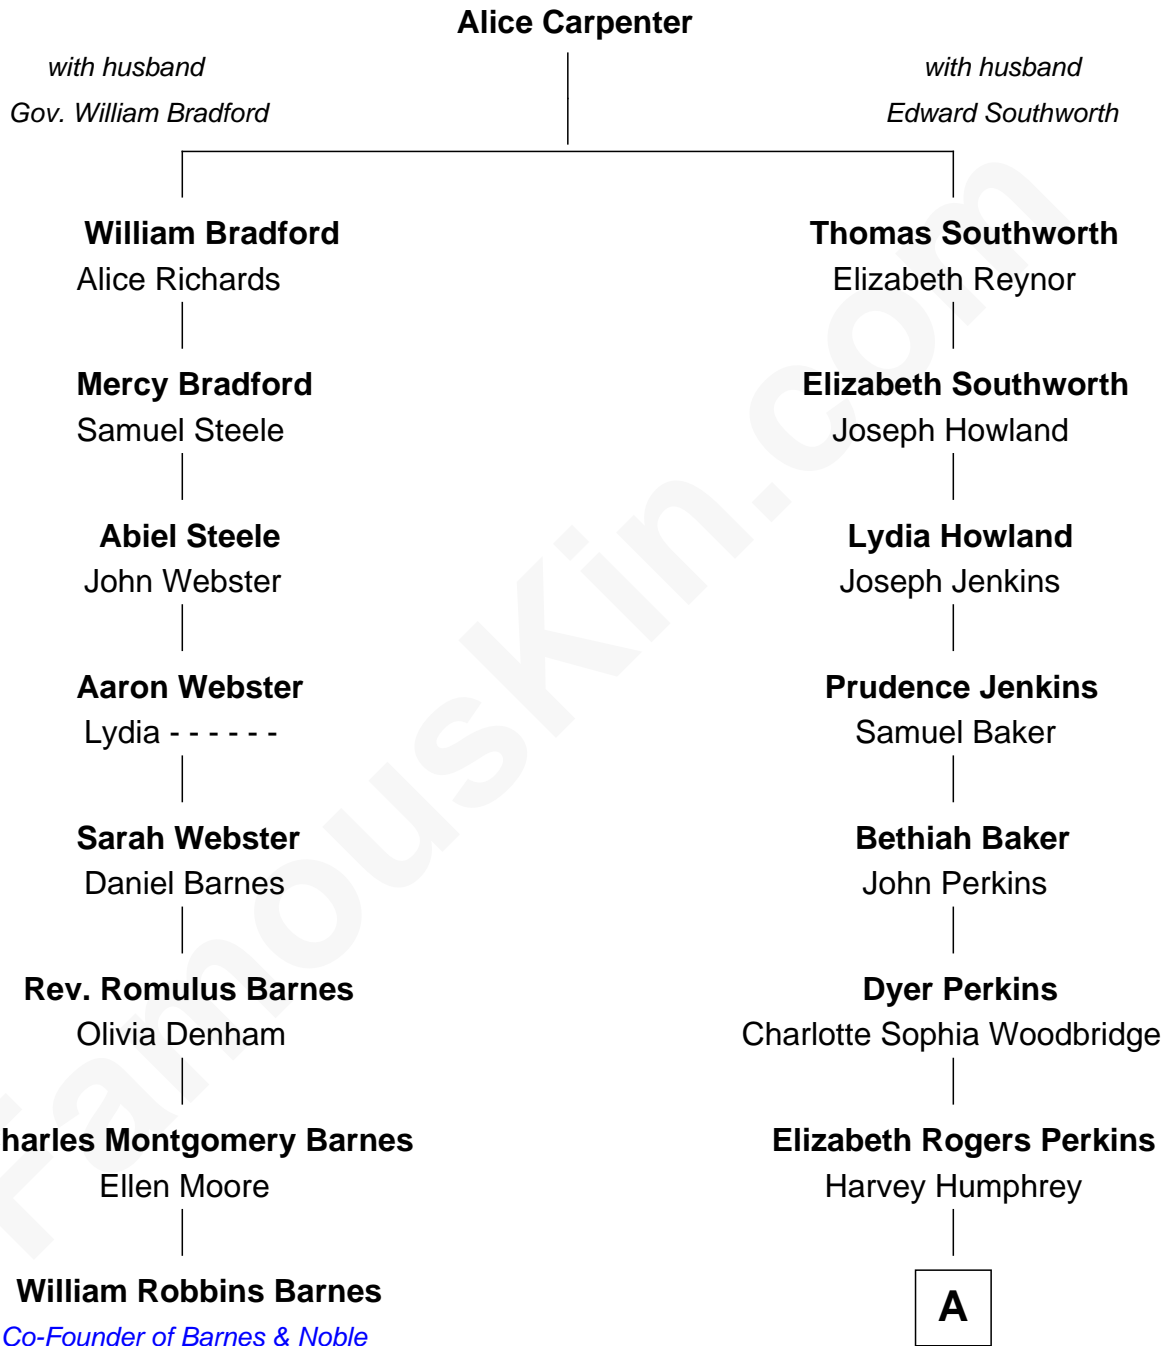 Alice Carpenter
with husband
Gov. William Bradford
with husband
Edward Southworth
William Bradford
Alice Richards
Thomas Southworth
Elizabeth Reynor
Mercy Bradford
Samuel Steele
Elizabeth Southworth
Joseph Howland
Abiel Steele
John Webster
Lydia Howland
Joseph Jenkins
Aaron Webster
Lydia - - - - - -
Prudence Jenkins
Samuel Baker
Sarah Webster
Daniel Barnes
Bethiah Baker
John Perkins
Rev. Romulus Barnes
Olivia Denham
Dyer Perkins
Charlotte Sophia Woodbridge
harles Montgomery Barnes
Ellen Moore
Elizabeth Rogers Perkins
Harvey Humphrey
William Robbins Barnes
Co-Founder of Barnes & Noble
A
FamousKin.com